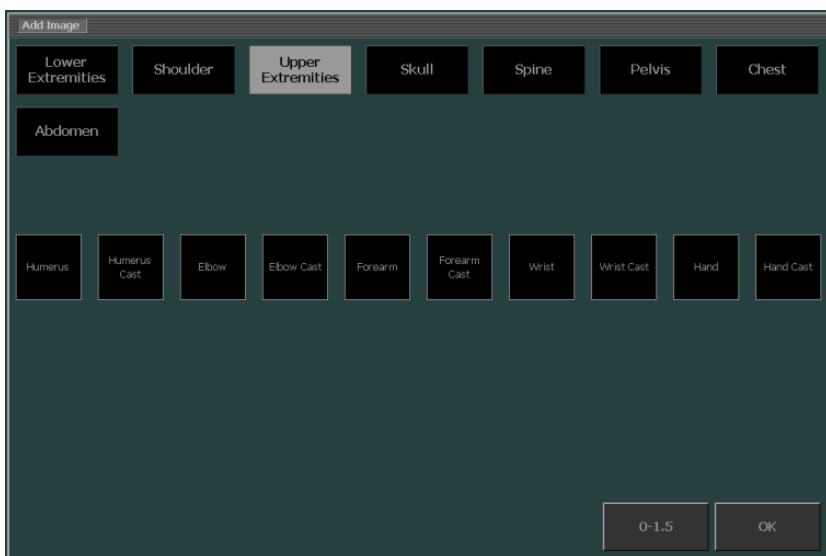 Add Image
Lower
Extremities
Shoulder
Upper
Extremities
Skull
Spine
Pelvis
Chest
Abdomen
Humerus
Humerus
Cast
Elbow
Elbow Cast
Forearm
Forearm
Cast
Wrist
Wrist Cast
Hand
Hand Cast
0-1.5
OK